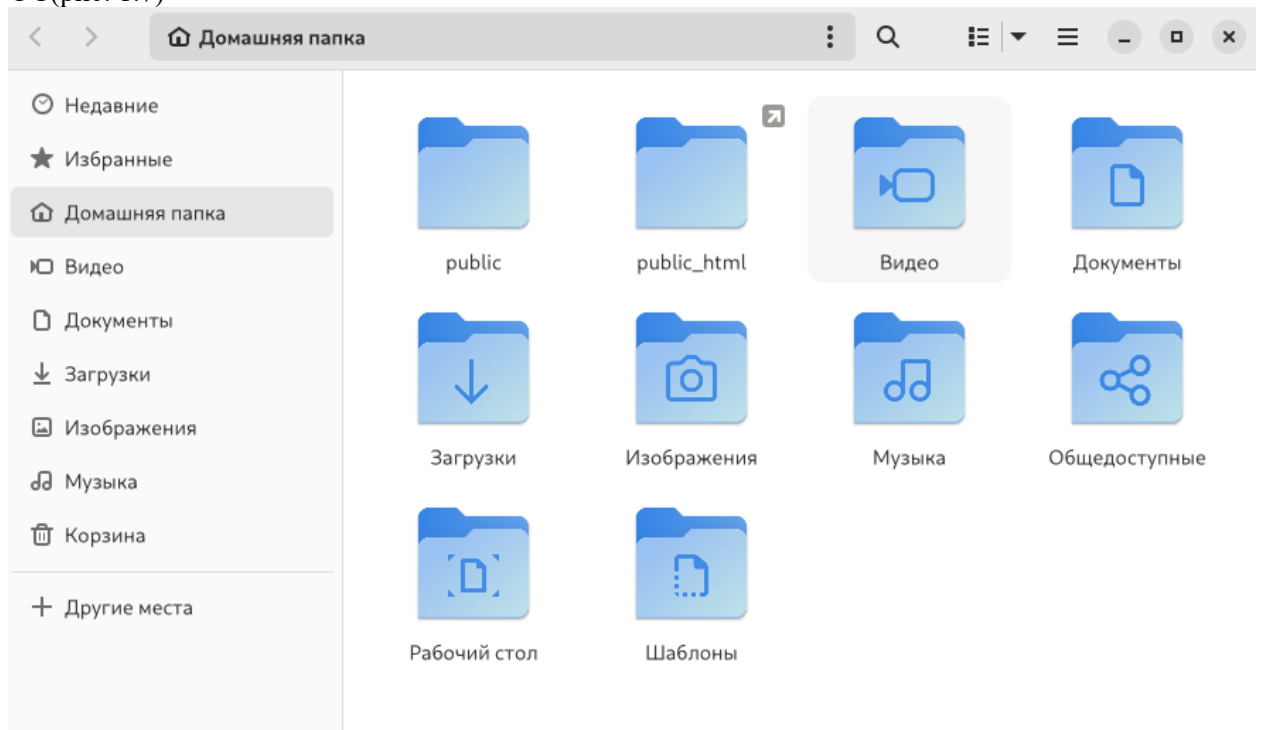 Домашняя папка
Недавние
Избранные
Домашняя папка
Видео
Документы
Загрузки
Изображения
Музыка
Корзина
Другие места
public public_html Видео Документы
Загрузки Изображения Музыка Общедоступные
Рабочий стол Шаблоны